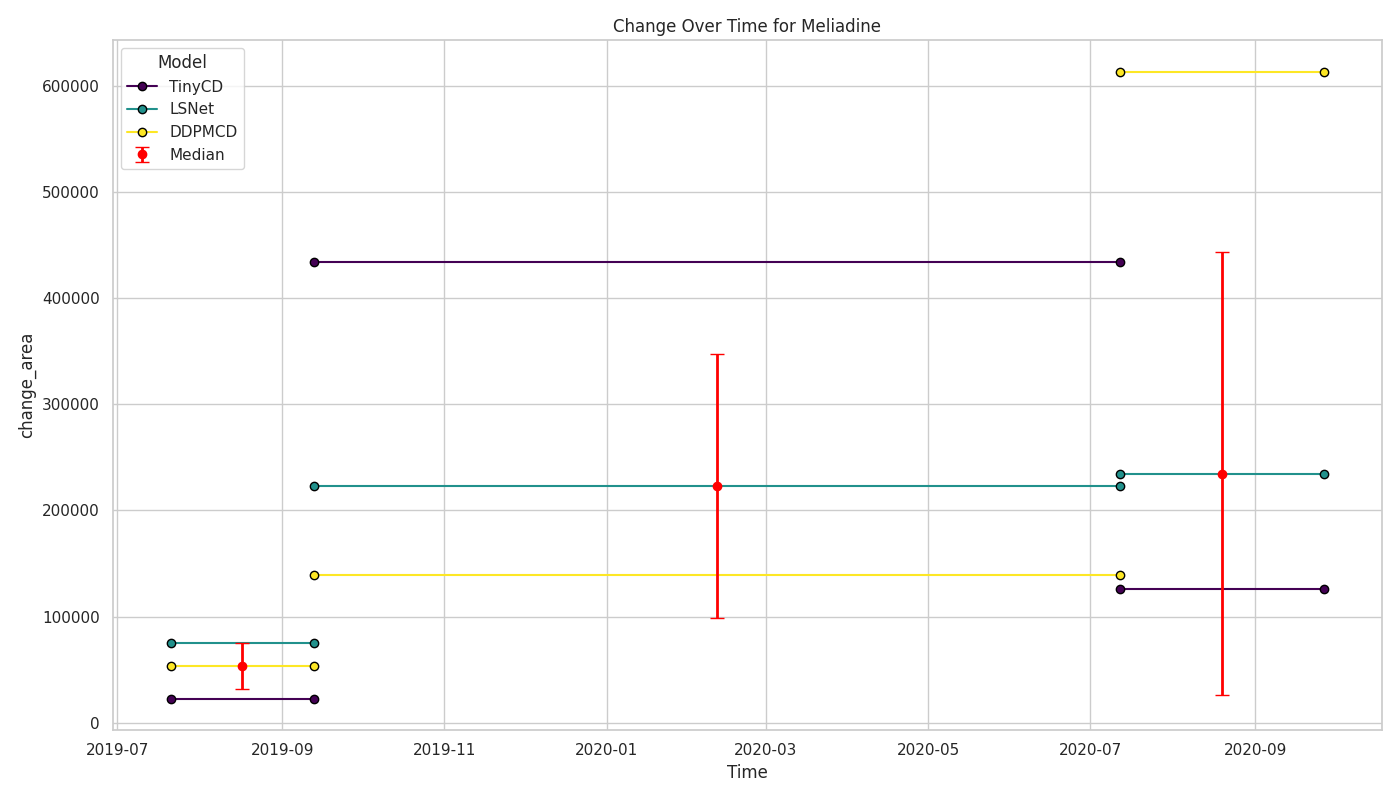 Change Over Time for Meliadine
Model
TinyCD
LSNet
DDPMCD
Median
600000
500000
400000
300000
200000
100000
0
change_area
2019-07
2019-09
2019-11
2020-01
2020-03
2020-05
2020-07
2020-09
Time